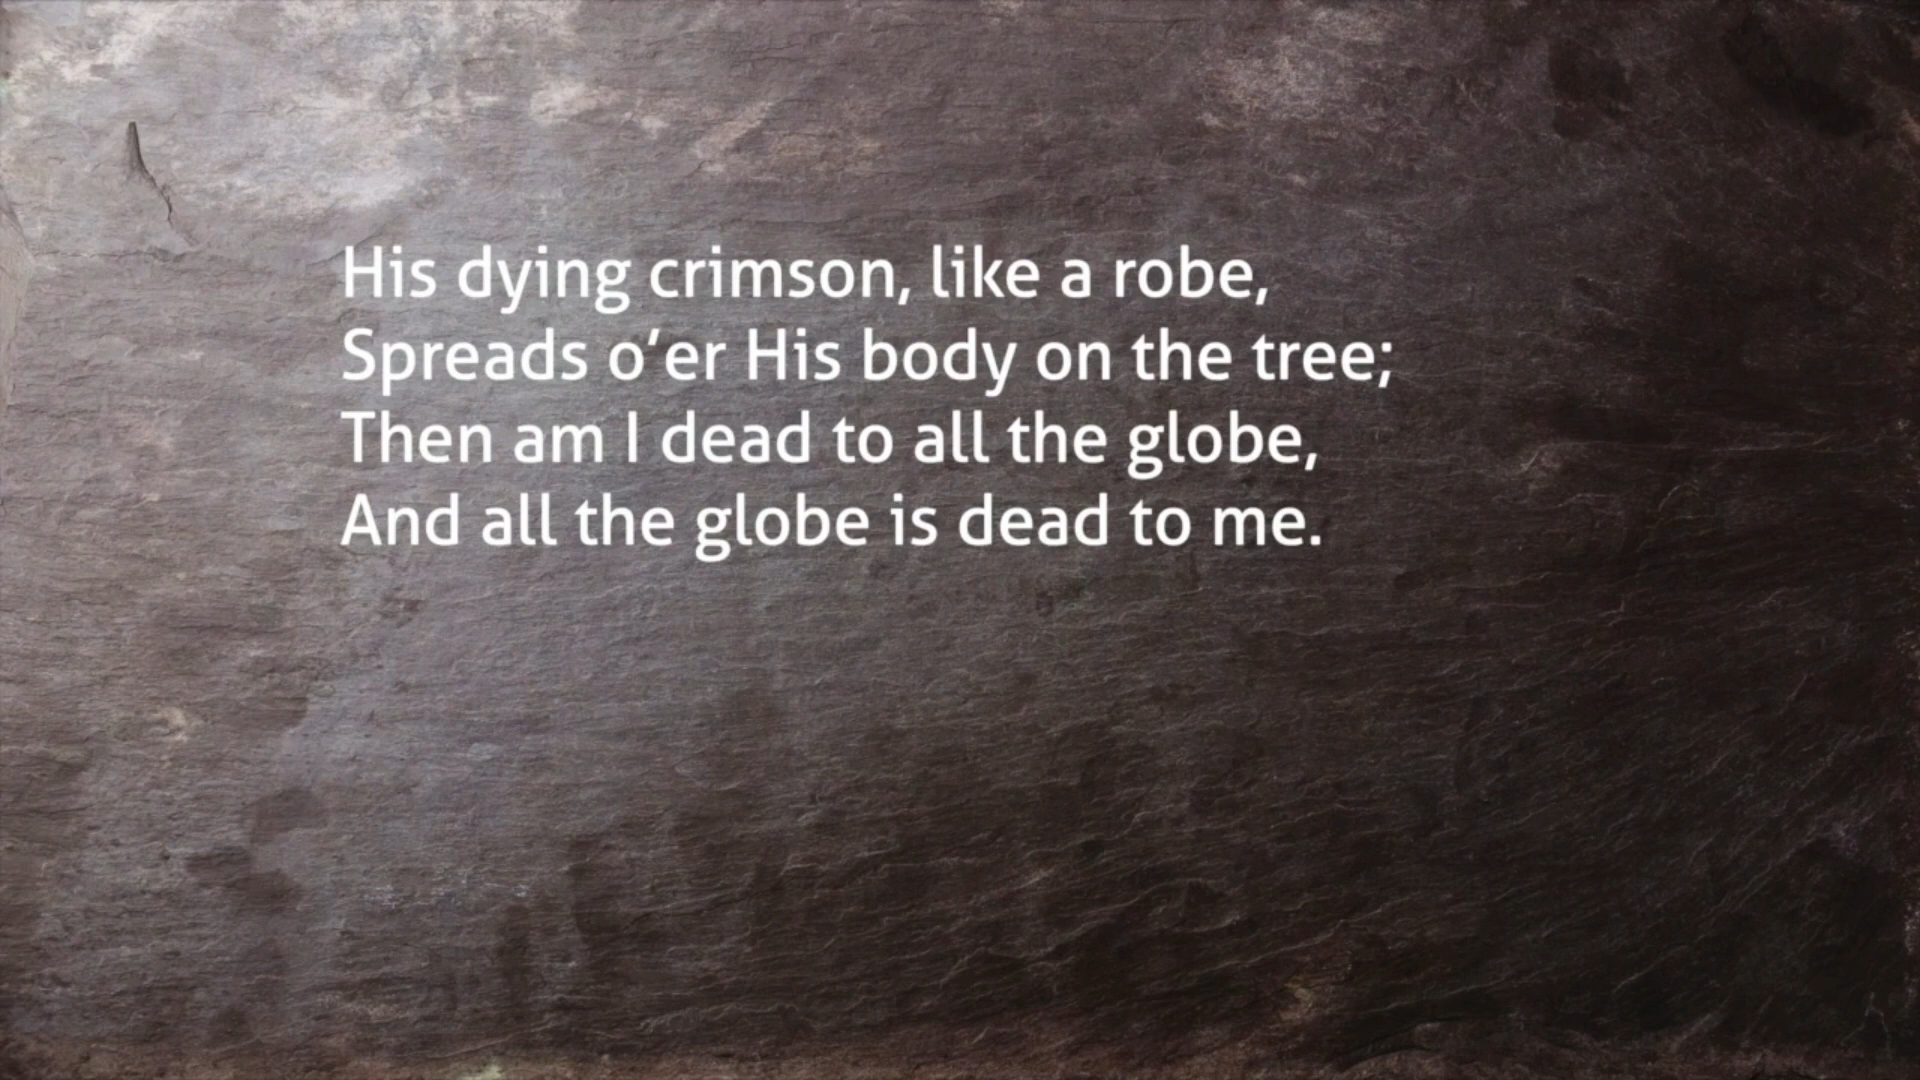 His dying crimson, like a robe,
Spreads o’er His body on the tree;
Then am I dead to all the globe,
And all the globe is dead to me.